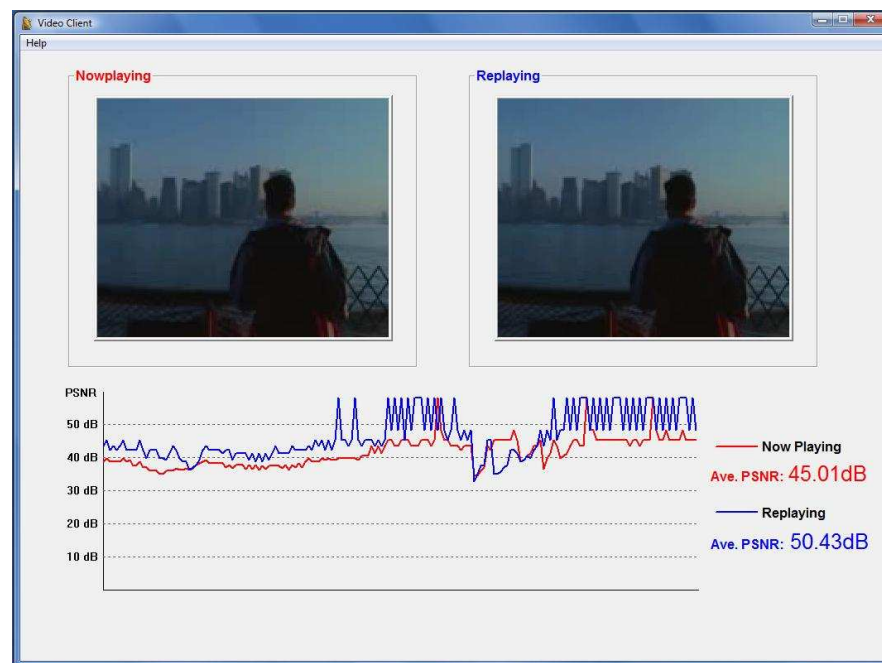 Video Client
Help
Nowplaying
Replaying
PSNR
50 dB
40 dB
30 dB
20 dB
10 dB
Now Playing
Ave. PSNR: 45.01dB
Replaying
Ave. PSNR: 50.43dB